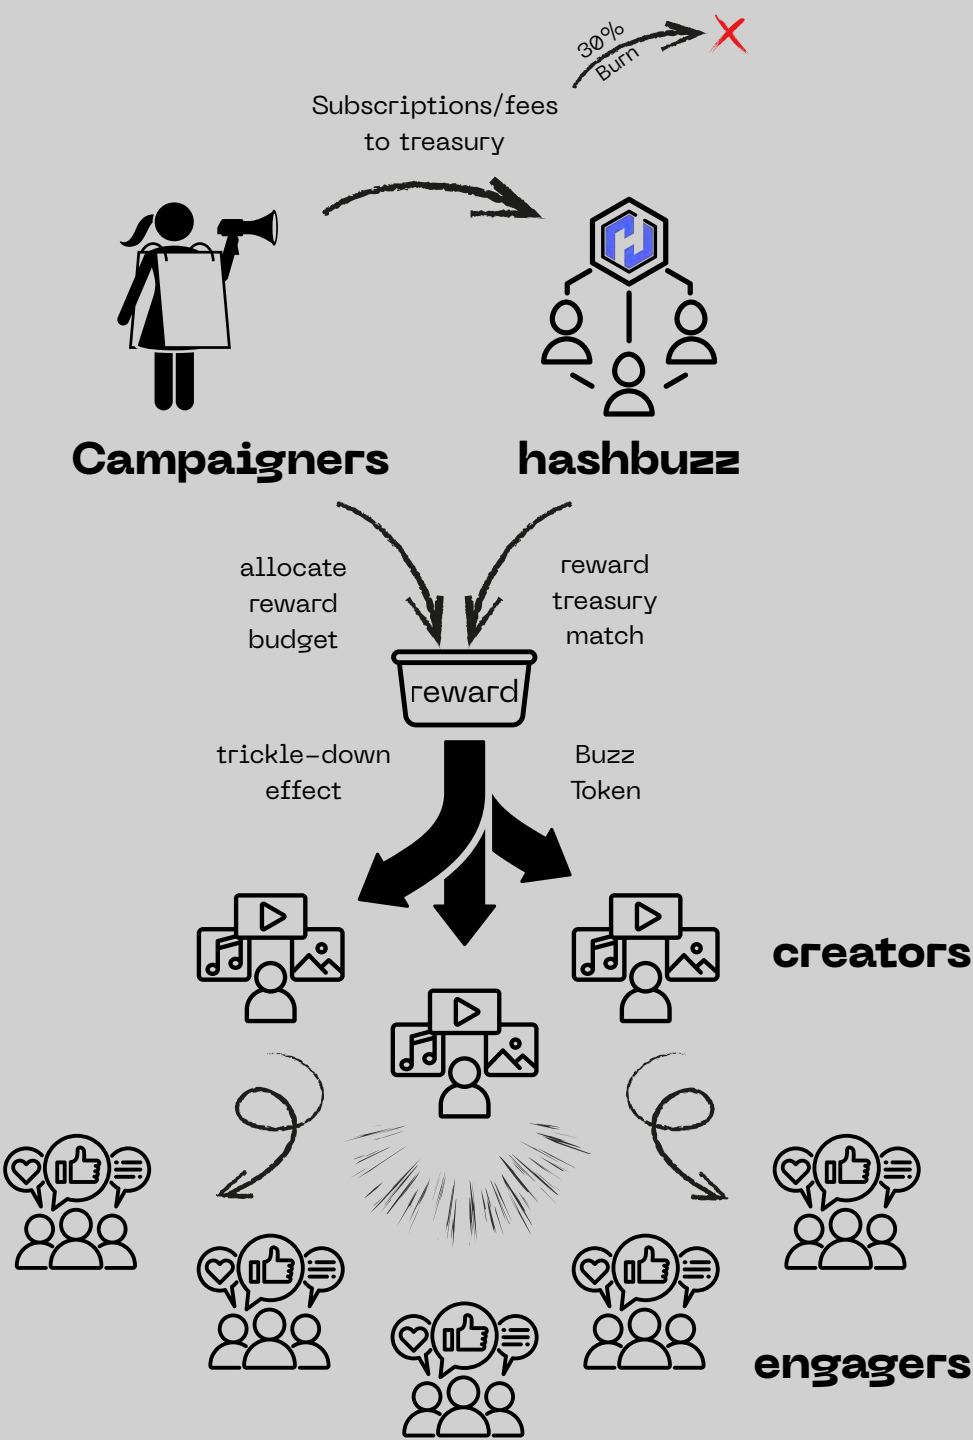 30%
Burn
Subscriptions/fees
to treasury
Campaigners
hashbuzz
allocate
reward
budget
reward
treasury
match
reward
trickle-down
effect
Buzz
Token
creators
engagers